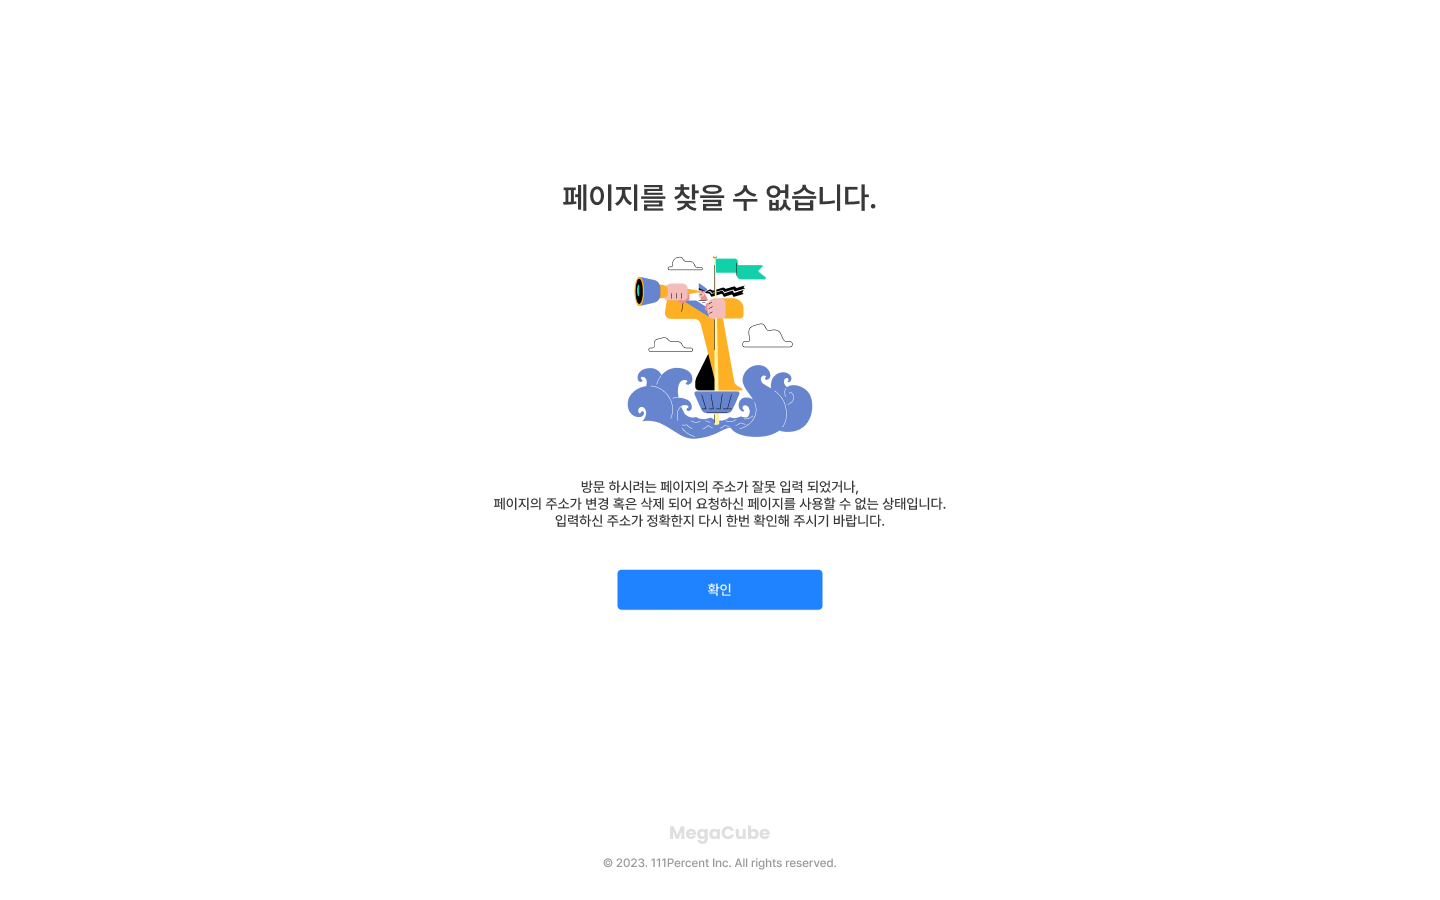 페이지를 찾을 수 없습니다.
방문 하시려는 페이지의 주소가 잘못 입력 되었거나,
페이지의 주소가 변경 혹은 삭제 되어 요청하신 페이지를 사용할 수 없는 상태입니다.
입력하신 주소가 정확한지 다시 한번 확인해 주시기 바랍니다.
확인
MegaCube
© 2023. 111Percent Inc. All rights reserved.